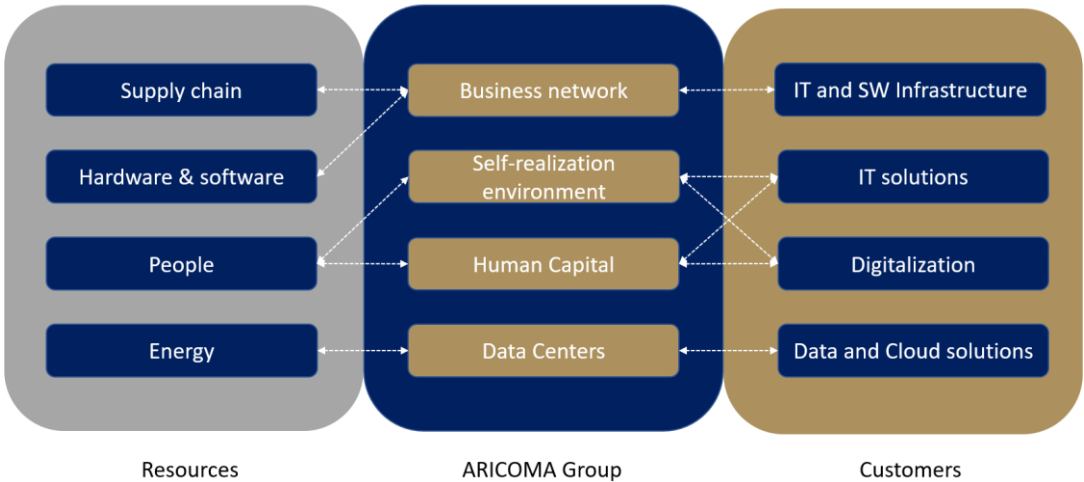 Supply chain
Business network
IT and SW Infrastructure
Hardware & software
Self-realization
environment
IT solutions
People
Human Capital
Digitalization
Energy
Data Centers
Data and Cloud solutions
Resources
ARICOMA Group
Customers